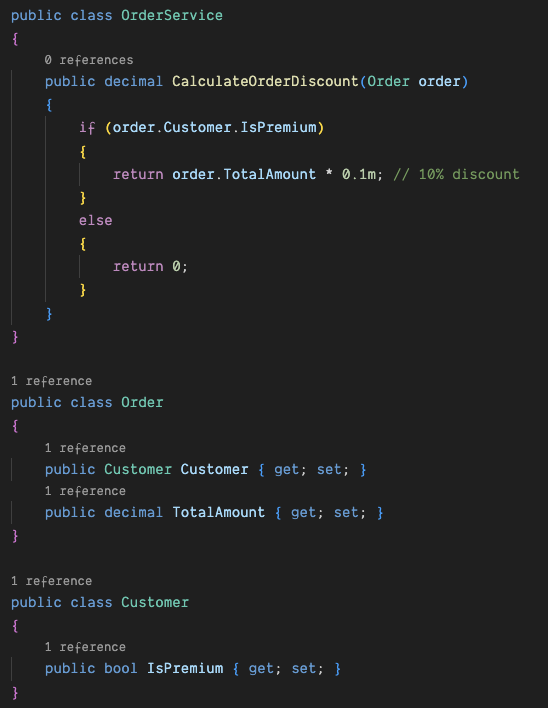 public class OrderService
{
0 references
public decimal CalculateOrderDiscount(Order order)
{
if (order.Customer.IsPremium)
{
return order.TotalAmount * 0.1m; // 10% discount
}
else
{
return 0;
}
}
}
1 reference
public class Order
{
1 reference
public Customer Customer { get; set; }
1 reference
public decimal TotalAmount { get; set; }
}
1 reference
public class Customer
{
1 reference
public bool IsPremium { get; set; }
}